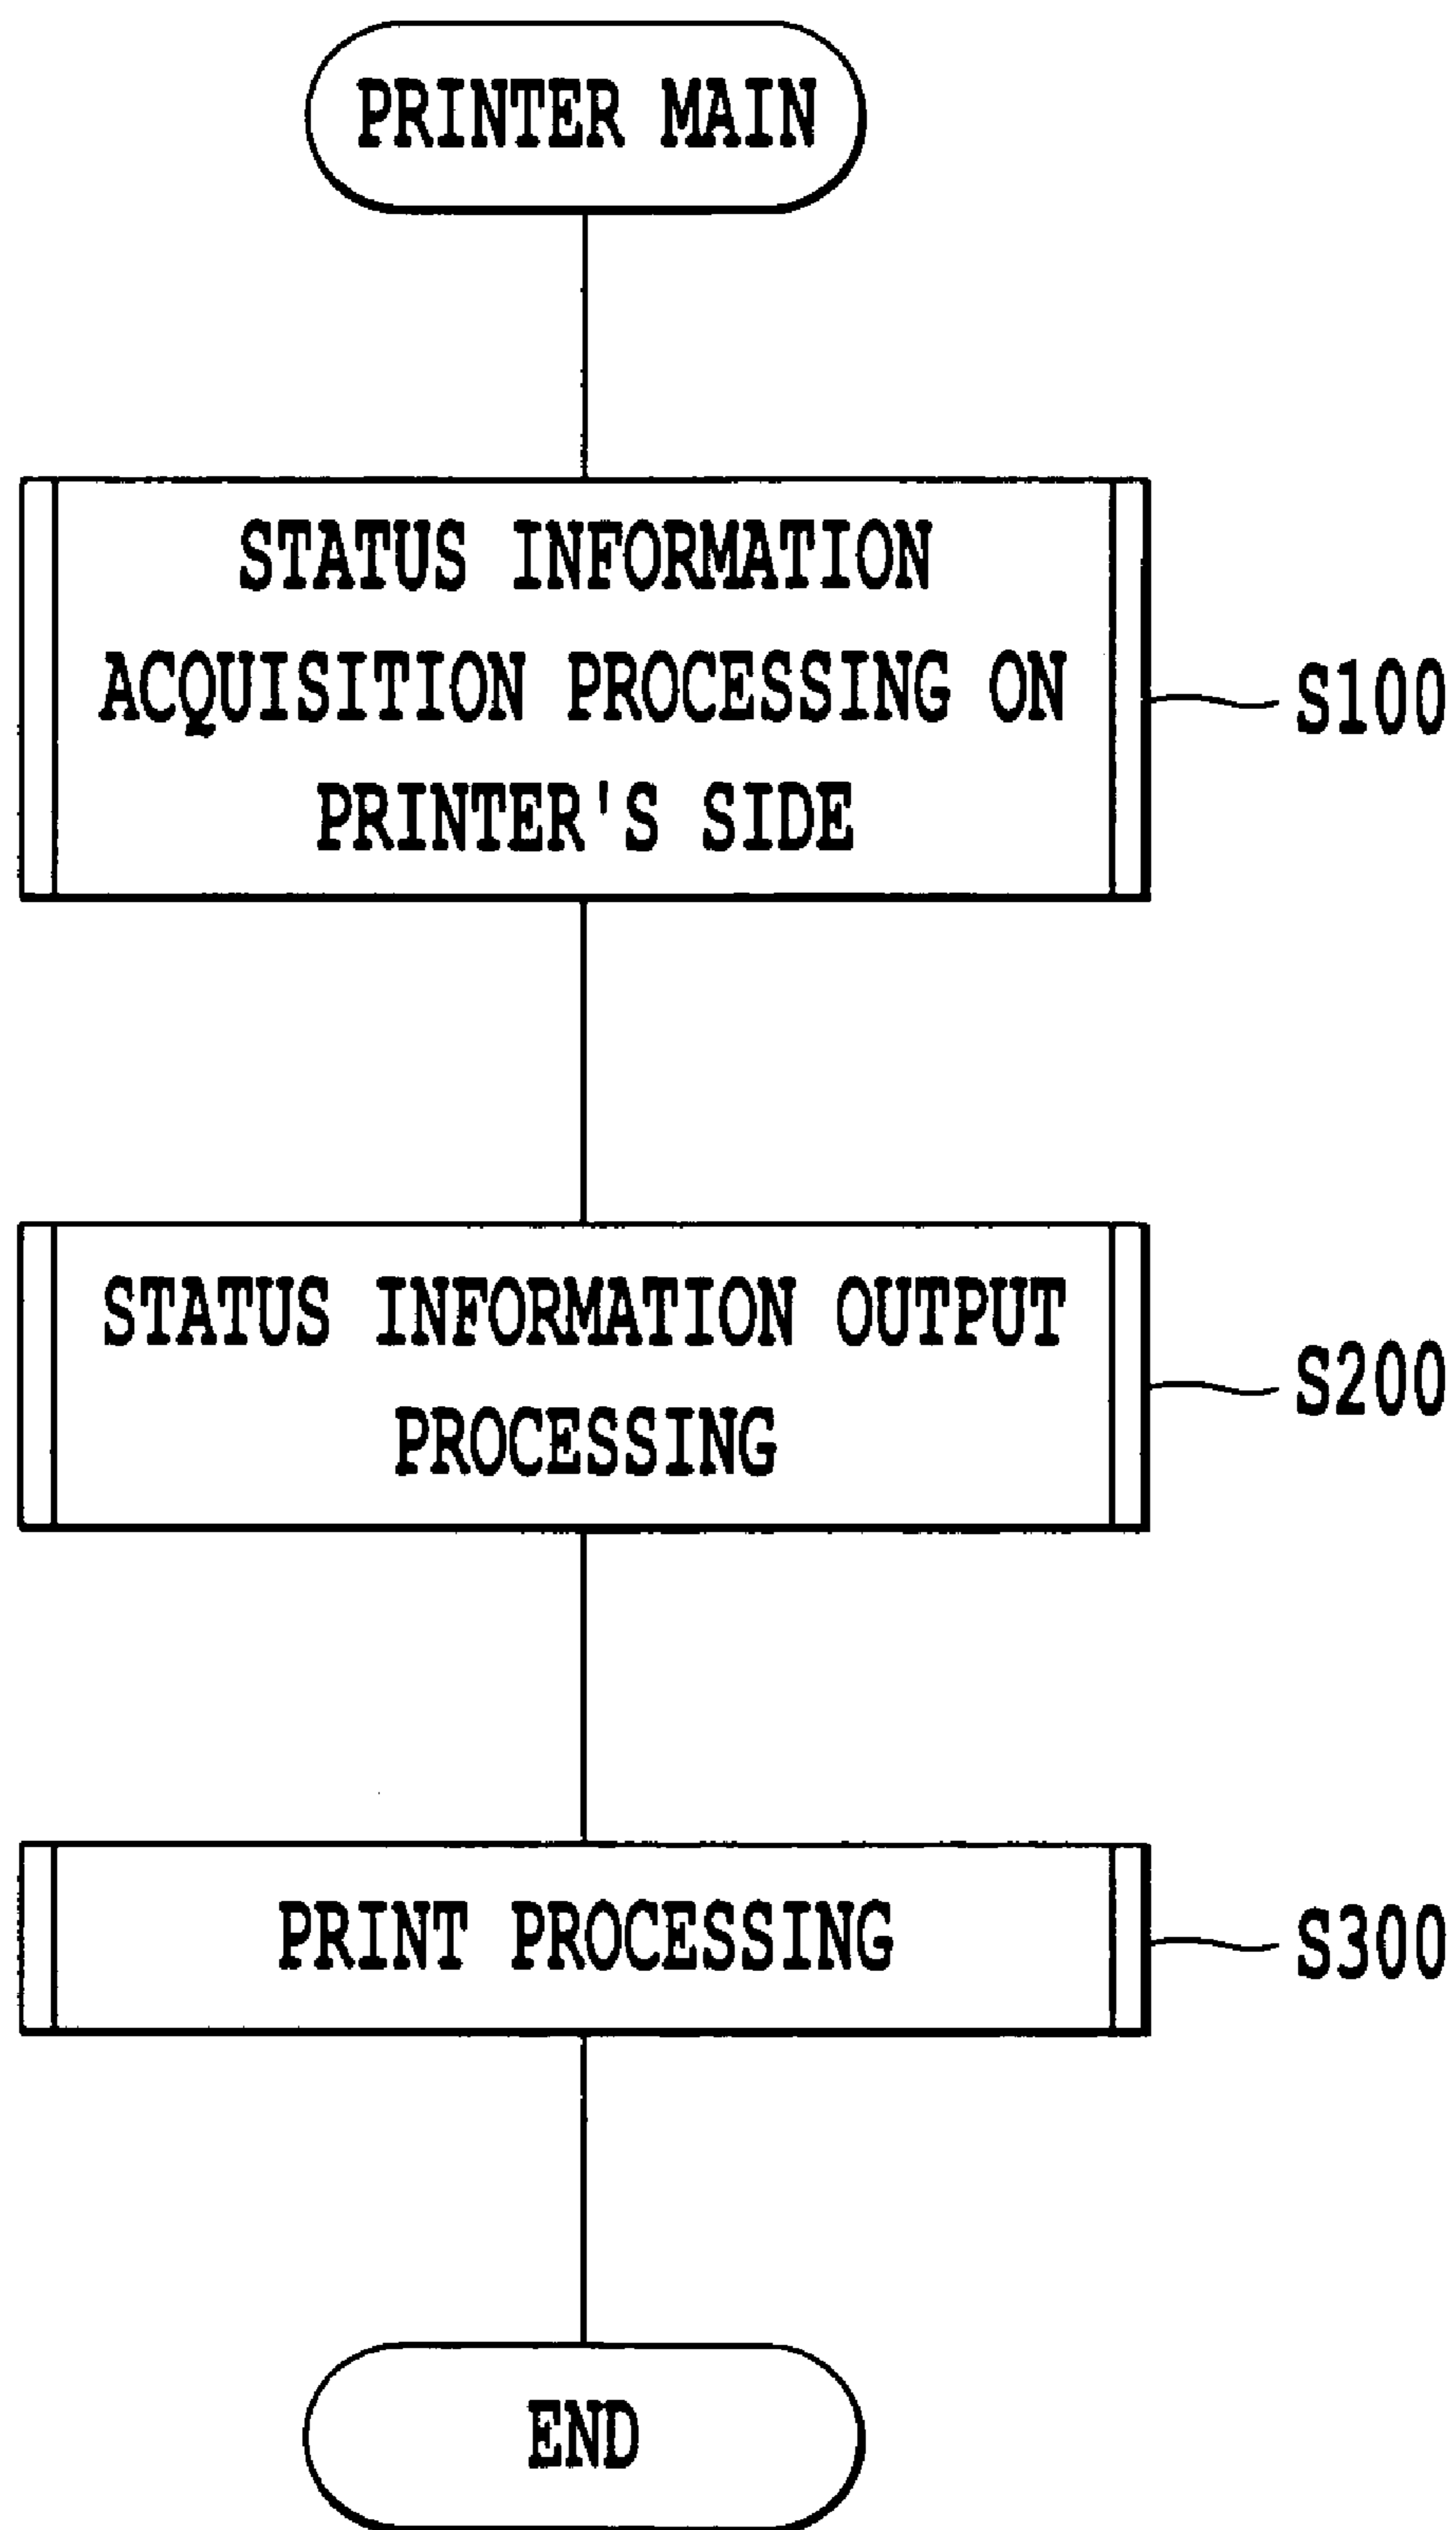 PRINTER MAIN
STATUS INFORMATION
ACQUISITION PROCESSING ON
PRINTER'S SIDE
S100
STATUS INFORMATION OUTPUT
PROCESSING
S200
PRINT PROCESSING
S300
END